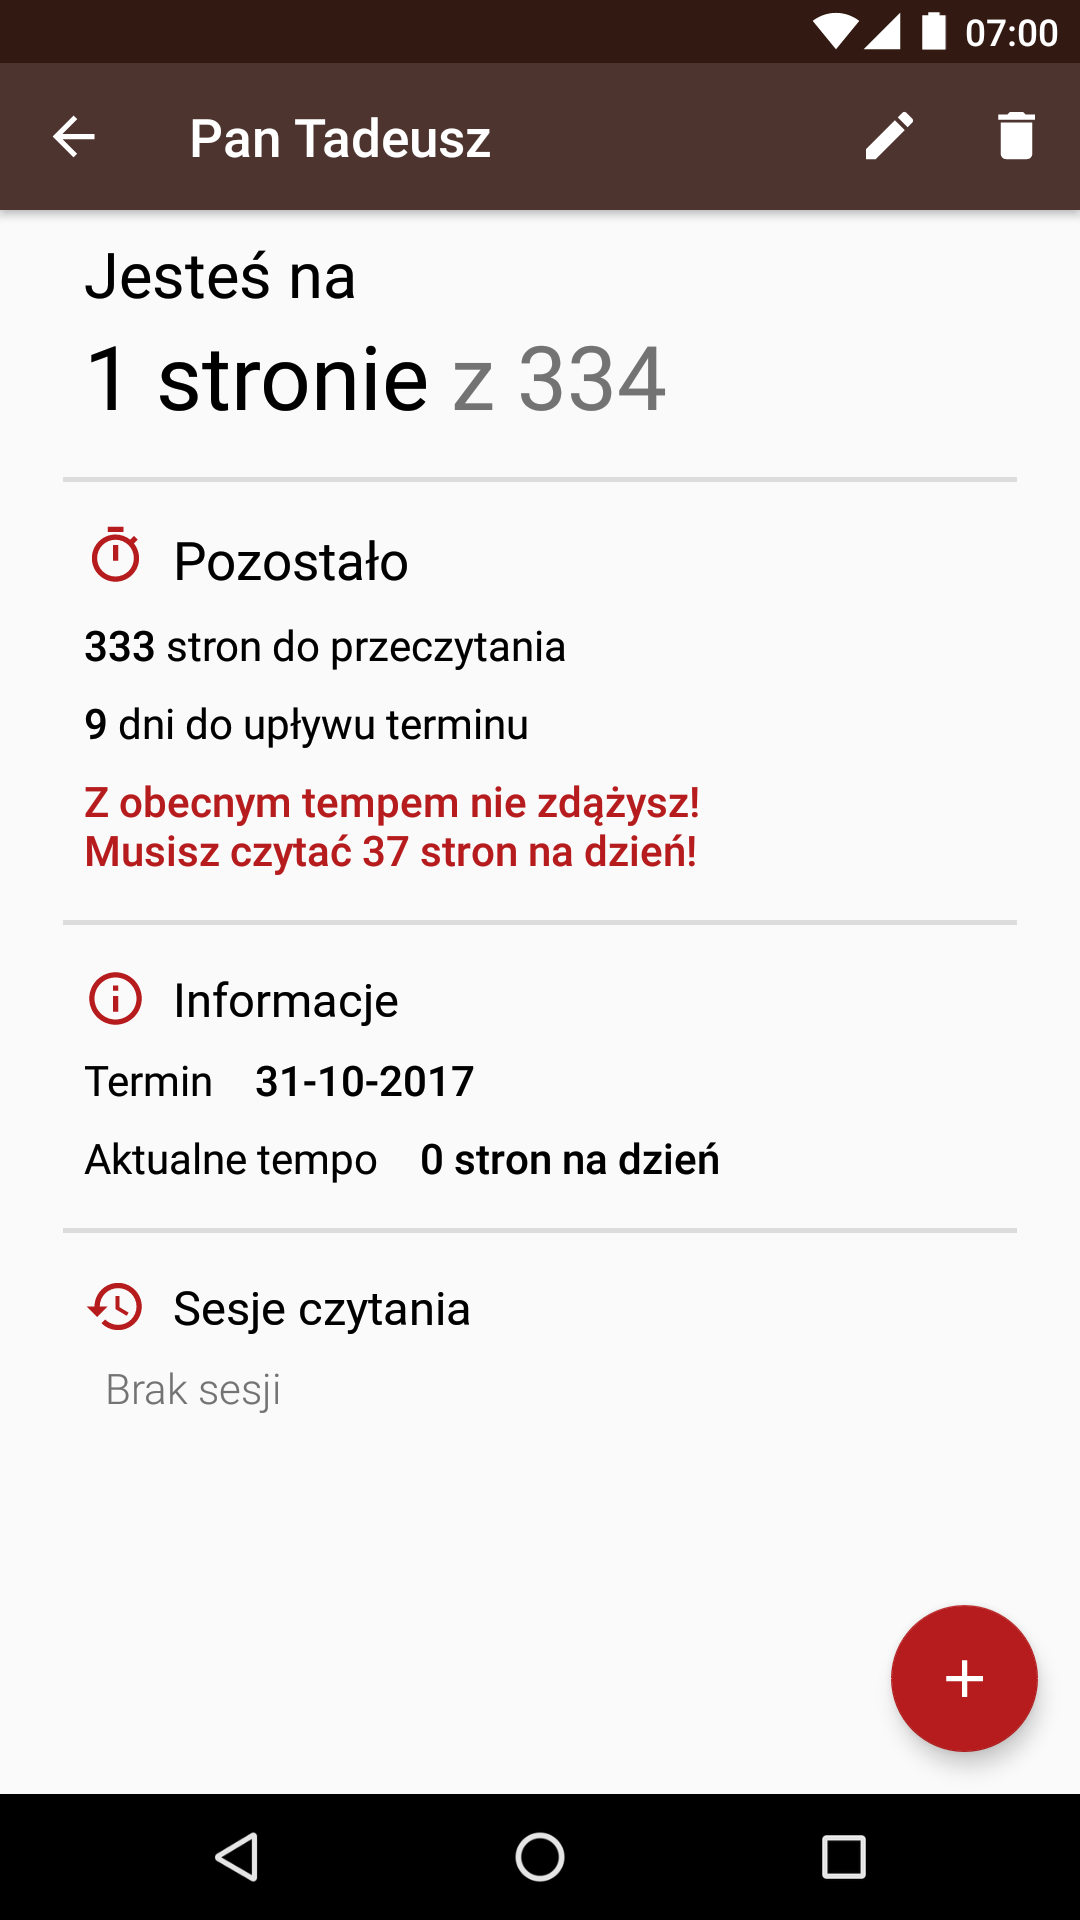 07:00
Pan Tadeusz
Jesteś na
1 stronie z 334
Pozostało
333 stron do przeczytania
9 dni do upływu terminu
Z obecnym tempem nie zdążysz!
Musisz czytać 37 stron na dzień!
Informacje
Termin 31-10-2017
Aktualne tempo 0 stron na dzień
Sesje czytania
Brak sesji